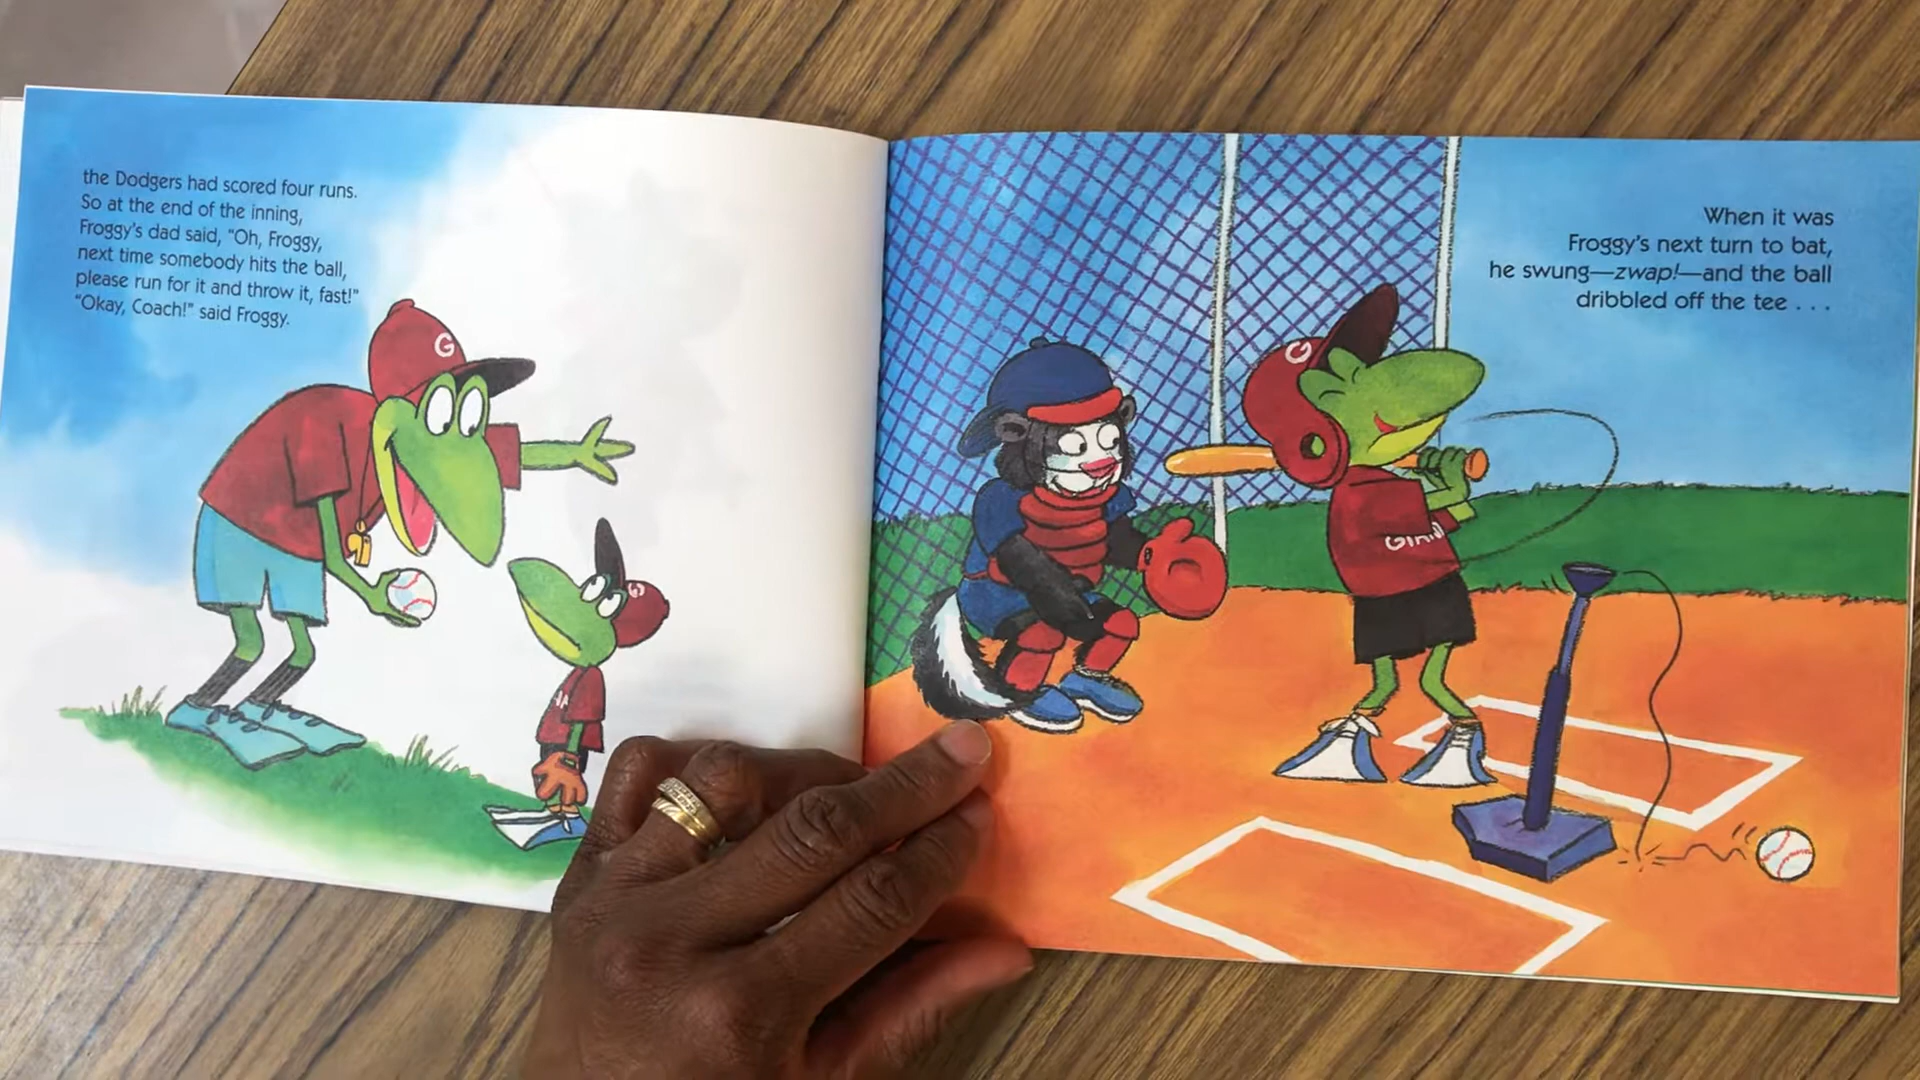 the Dodgers had scored four runs.
So at the end of the inning,
Froggy's dad said, “Oh, Froggy,
next time somebody hits the ball,
please run for it and throw it, fast!”
“Okay, Coach!” said Froggy.
G
G
When it was
Froggy's next turn to bat,
he swung—zwap!—and the ball
dribbled off the tee . . .
G